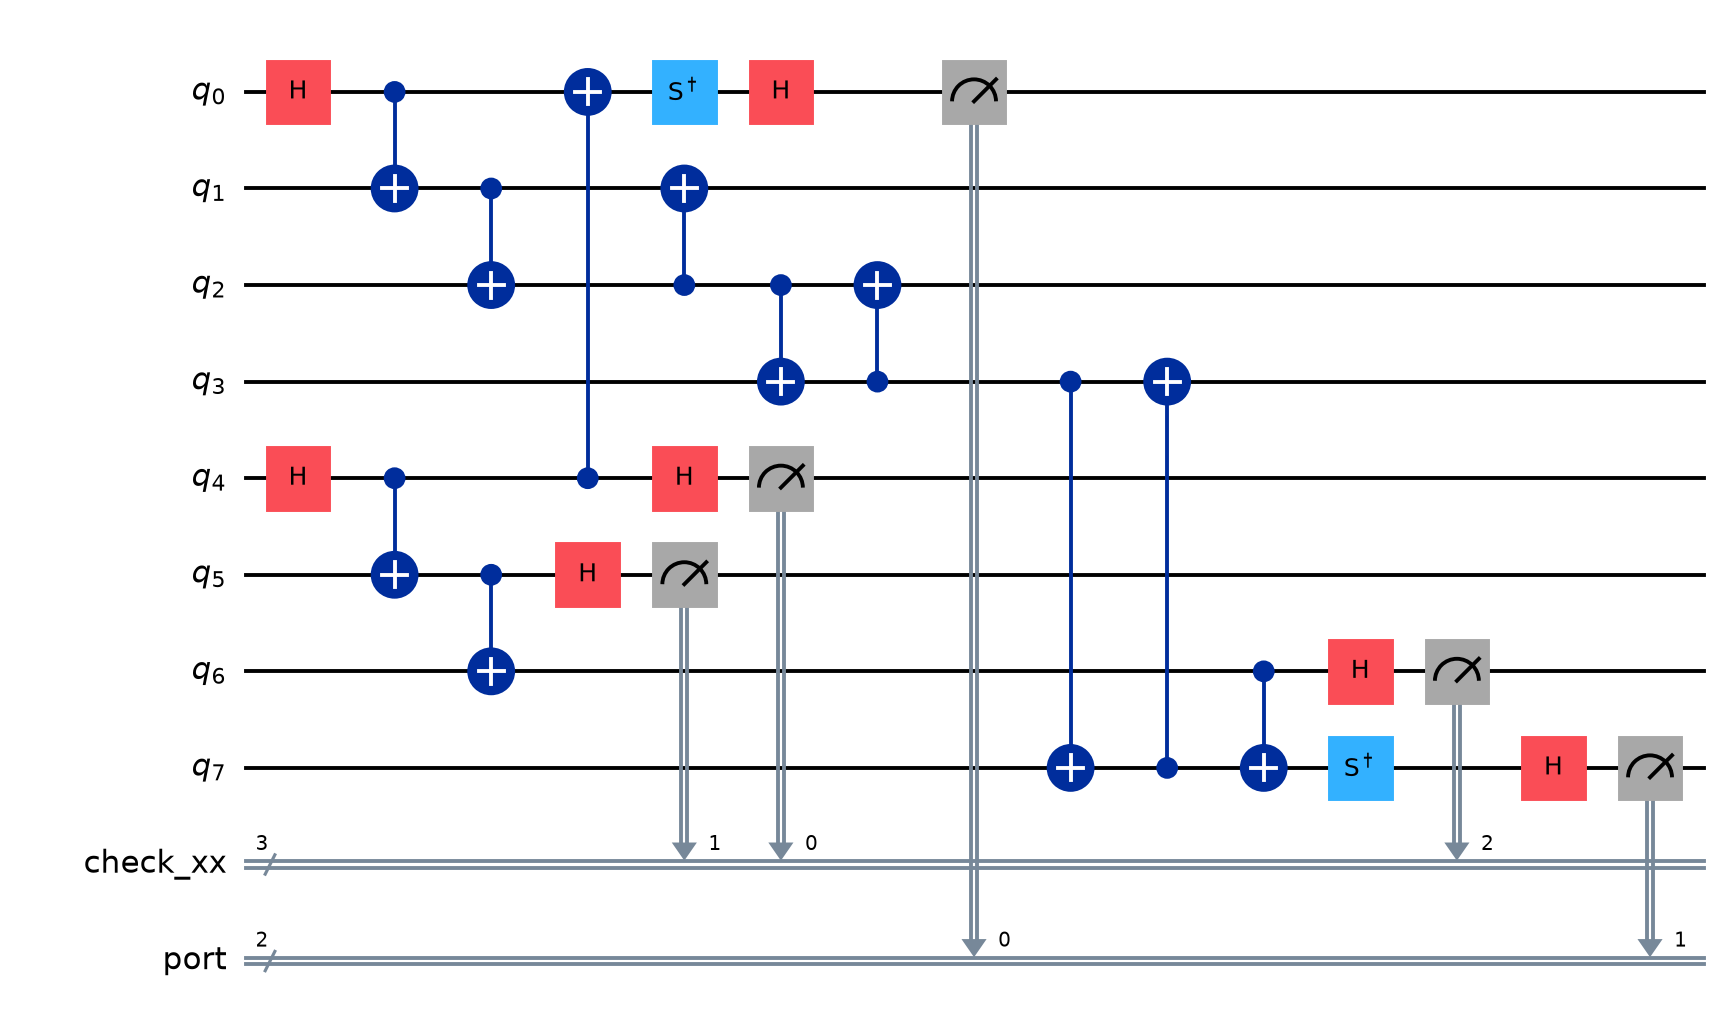 q0 H S† H
q1
q2
q3
q4 H H
q5 H
q6 H
q7 S† H
check_xx 3 1 0 2
port 2 0 1